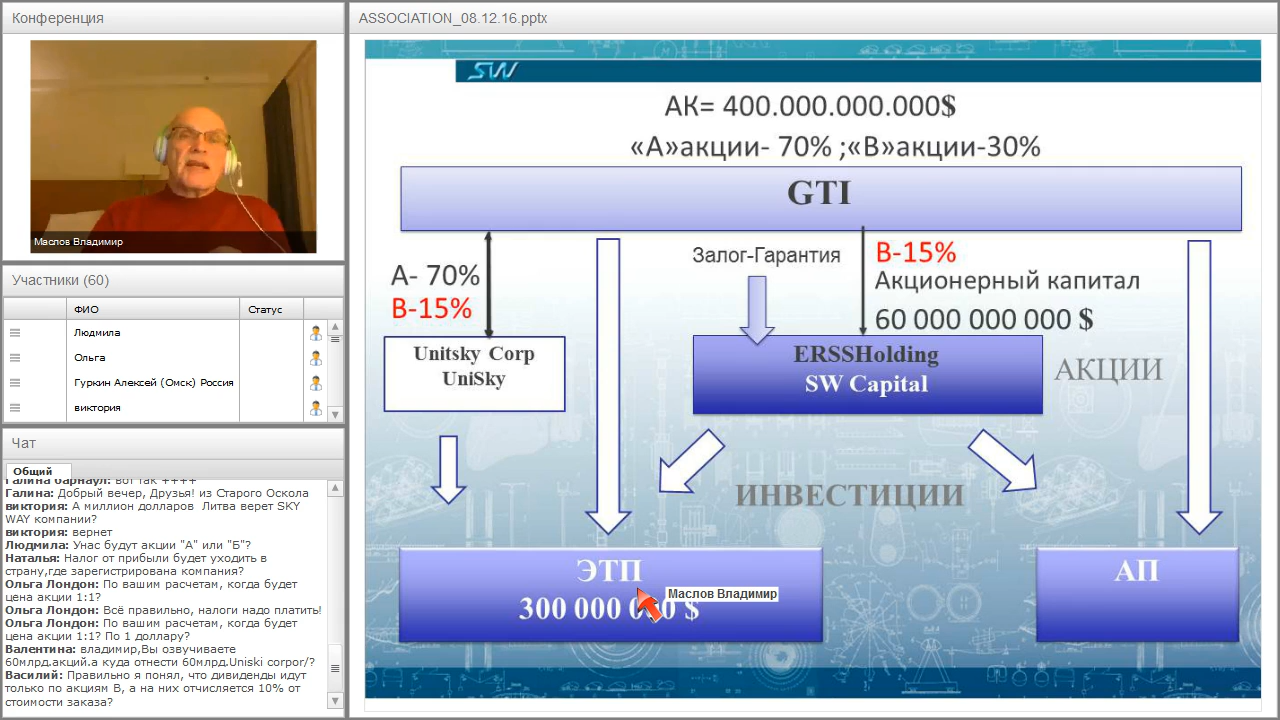 Конференция
Маслов Владимир
Участники (60)
ФИО
Статус
Людмила
Ольга
Гуркин Алексей (Омск) Россия
виктория
Чат
Общий
Галина барнаул: вот так ++++
Галина: Добрый вечер, Друзья! из Старого Оскола
виктория: А миллион долларов Литва верет SKY
WAY компании?
виктория: вернет
Людмила: Унас будут акции "А" или "Б"?
Наталья: Налог от прибыли будет уходить в
страну,где зарегистрирована компания?
Ольга Лондон: По вашим расчетам, когда будет
цена акции 1:1?
Ольга Лондон: Всё правильно, налоги надо платить!
Ольга Лондон: По вашим расчетам, когда будет
цена акции 1:1? По 1 доллару?
Валентина: владимир,Вы озвучиваете
60млрд.акций.а куда отнести 60млрд.Uniski corpor/?
Василий: Правильно я понял, что дивиденды идут
только по акциям В, а на них отчисляется 10% от
стоимости заказа?
ASSOCIATION_08.12.16.pptx
SW
АК= 400.000.000.000$
«А»акции- 70% ;«В»акции-30%
GTI
А- 70%
В-15%
Залог-Гарантия
В-15%
Акционерный капитал
60 000 000 000 $
Unitsky Corp
UniSky
ERSSHolding
SW Capital
АКЦИИ
ИНВЕСТИЦИИ
ЭТП
300 000 000 $
Маслов Владимир
АП